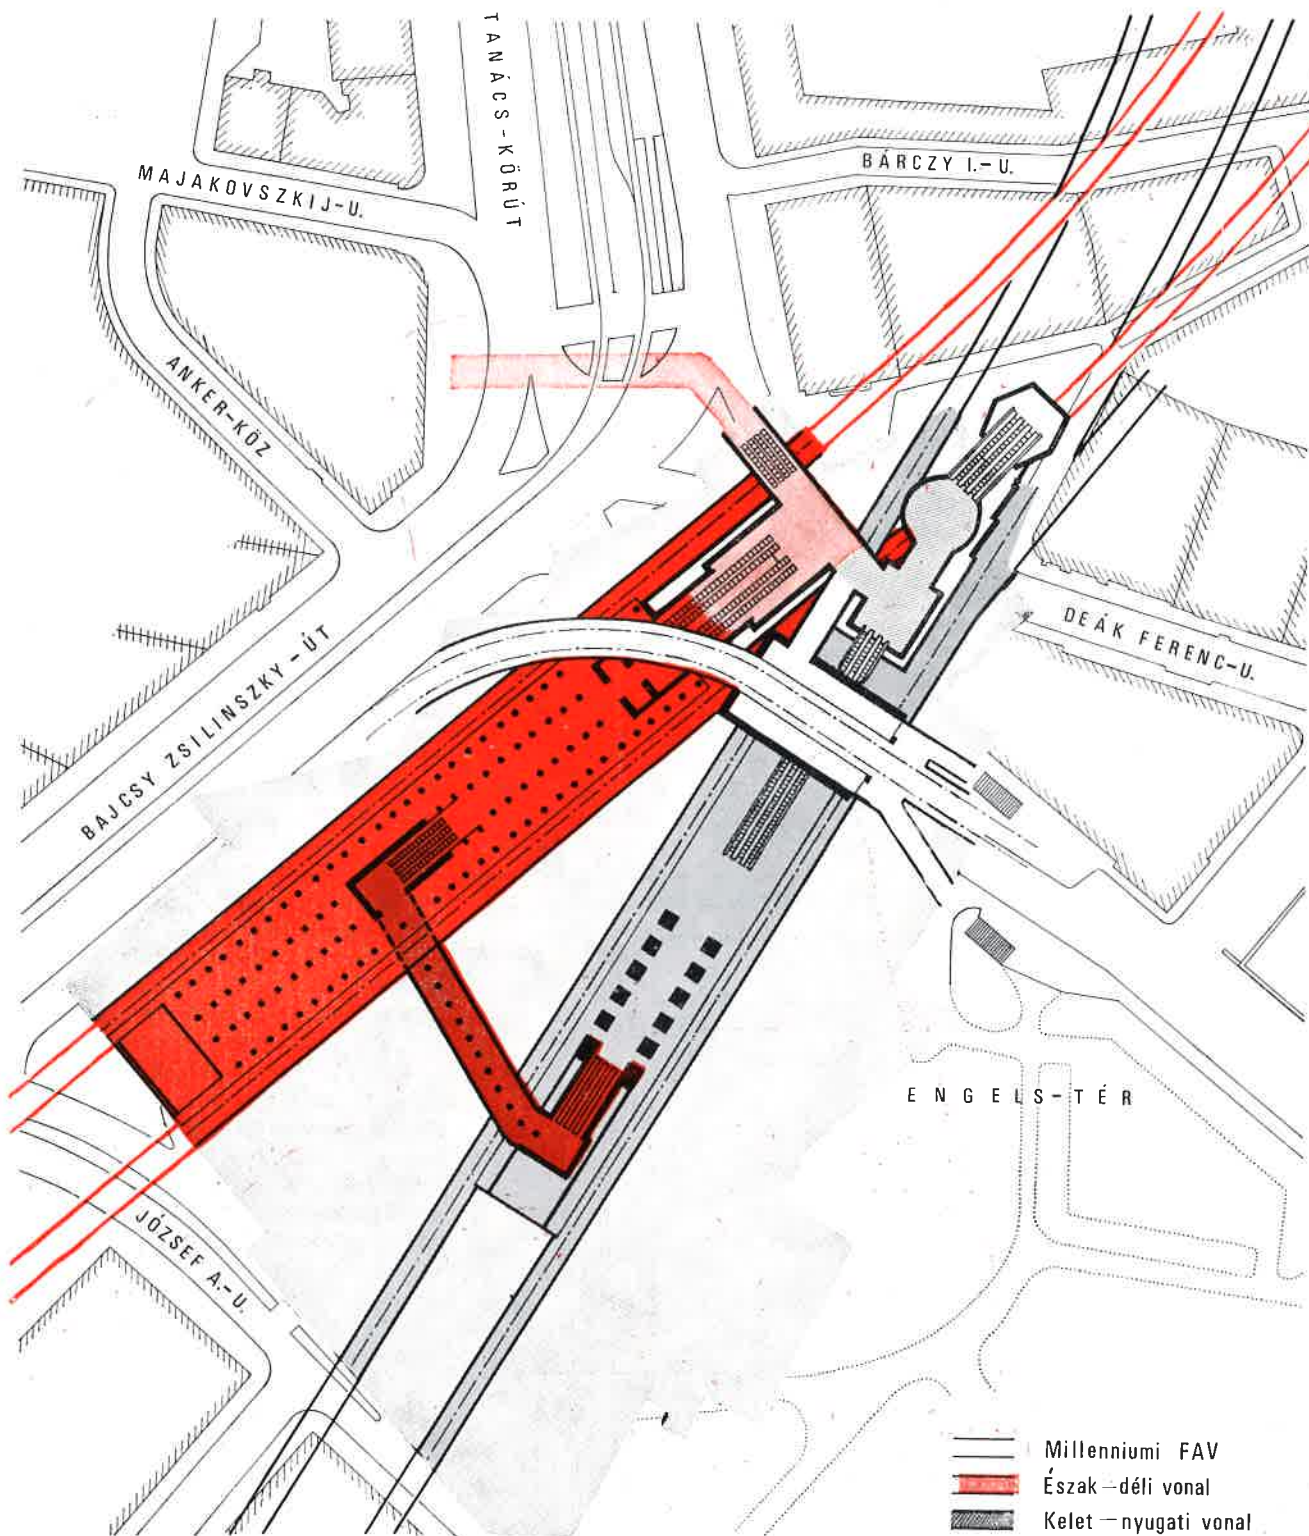 TANÁCS-KÖRÚT
BÁRCZY I.-U.
MAJAKOVSZKIJ-U.
ANKER-KÖZ
DEÁK FERENC-U.
BAJCSY ZSILINSZKY-ÚT
ENGELS-TÉR
JÓZSEF A.-U.
Millenniumi FAV
Észak-déli vonal
Kelet-nyugati vonal